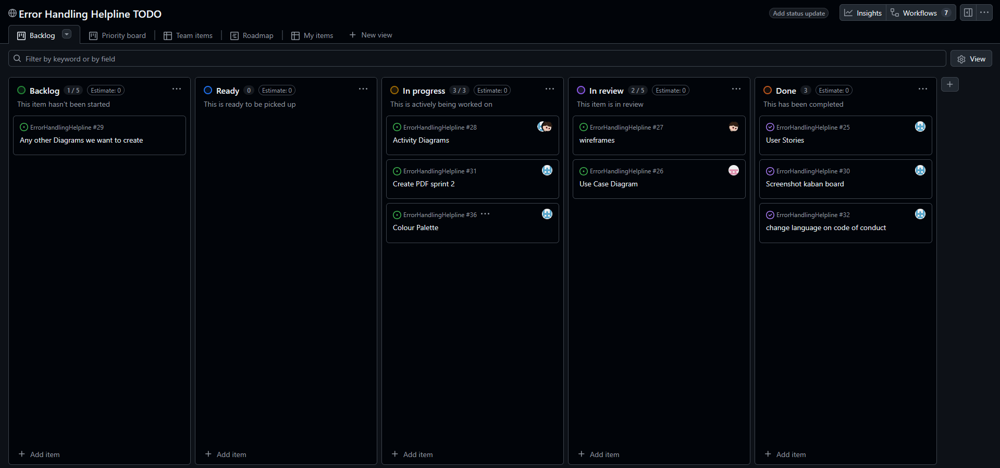 Error Handling Helpline TODO
Add status update
Insights
Workflows 7
Backlog
Priority board
Team items
Roadmap
My items
New view
Filter by keyword or by field
View
Backlog 1 / 5 Estimate: 0
This item hasn't been started
ErrorHandlingHelpline #29
Any other Diagrams we want to create
Add item
Ready 0 Estimate: 0
This is ready to be picked up
Add item
In progress 3 / 3 Estimate: 0
This is actively being worked on
ErrorHandlingHelpline #28
Activity Diagrams
ErrorHandlingHelpline #31
Create PDF sprint 2
ErrorHandlingHelpline #36
Colour Palette
Add item
In review 2 / 5 Estimate: 0
This item is in review
ErrorHandlingHelpline #27
wireframes
ErrorHandlingHelpline #26
Use Case Diagram
Add item
Done 3 Estimate: 0
This has been completed
ErrorHandlingHelpline #25
User Stories
ErrorHandlingHelpline #30
Screenshot kaban board
ErrorHandlingHelpline #32
change language on code of conduct
Add item